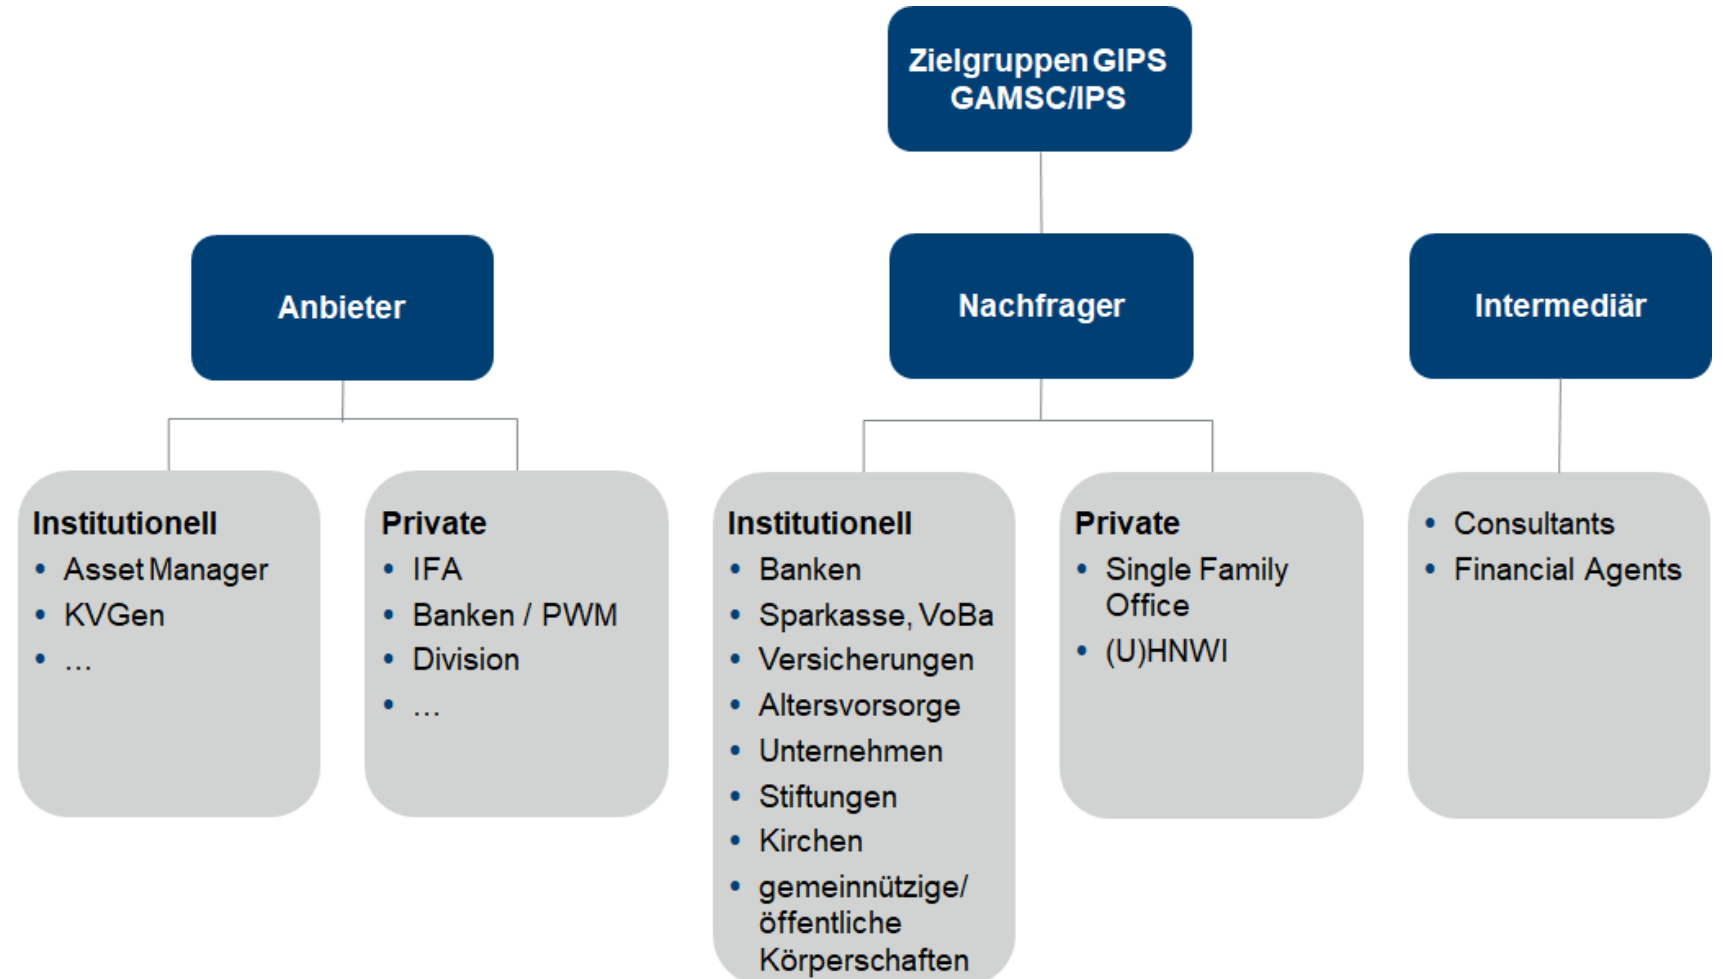 Zielgruppen GIPS
GAMSC/IPS
Anbieter
Nachfrager
Intermediär
Institutionell
• Asset Manager
• KVGen
• ...
Private
• IFA
• Banken / PWM
• Division
• ...
Institutionell
• Banken
• Sparkasse, VoBa
• Versicherungen
• Altersvorsorge
• Unternehmen
• Stiftungen
• Kirchen
• gemeinnützige/
öffentliche
Körperschaften
Private
• Single Family
Office
• (U)HNWI
• Consultants
• Financial Agents